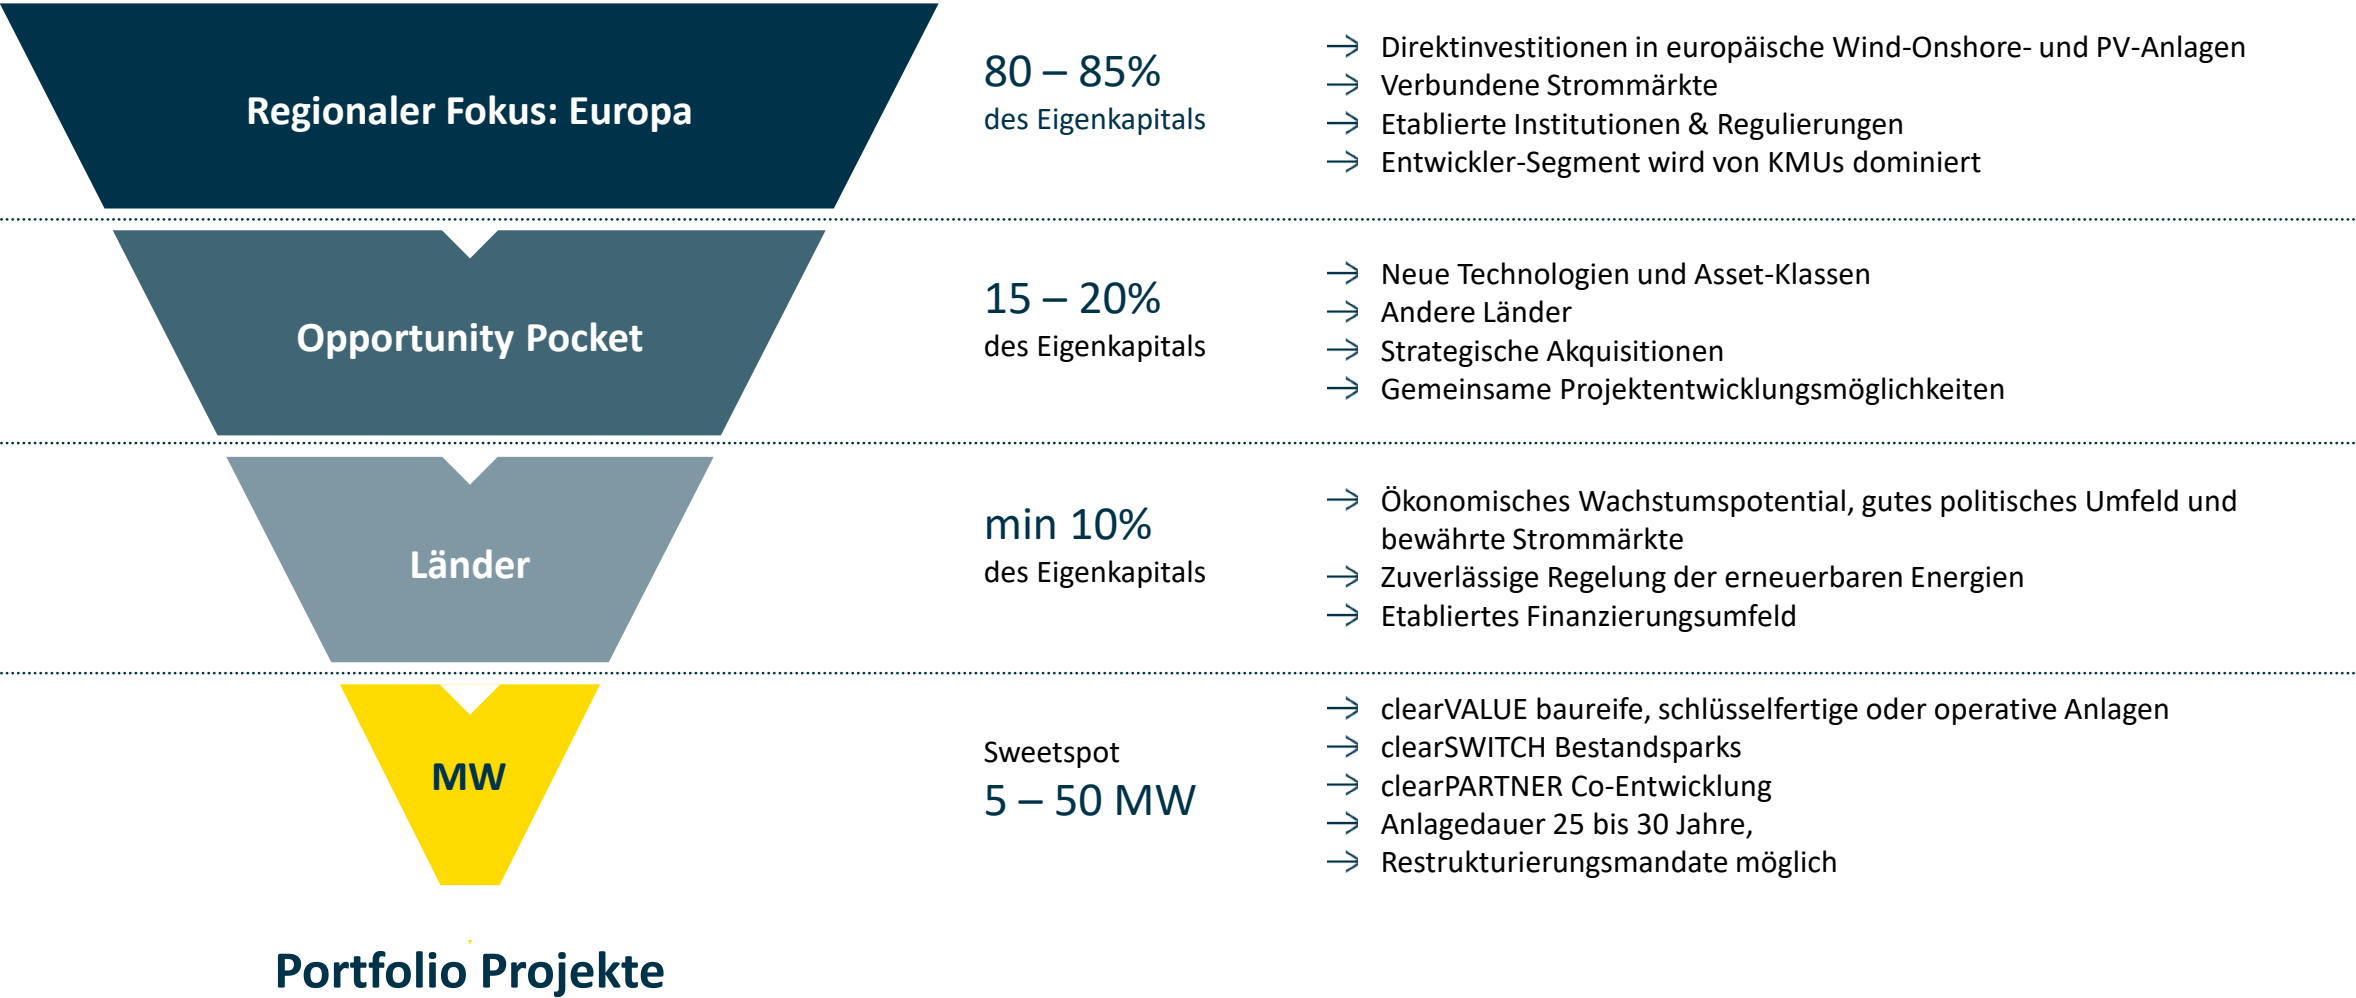 Regionaler Fokus: Europa
80 – 85%
des Eigenkapitals
Direktinvestitionen in europäische Wind-Onshore- und PV-Anlagen
Verbundene Strommärkte
Etablierte Institutionen & Regulierungen
Entwickler-Segment wird von KMUs dominiert
Opportunity Pocket
15 – 20%
des Eigenkapitals
Neue Technologien und Asset-Klassen
Andere Länder
Strategische Akquisitionen
Gemeinsame Projektentwicklungsmöglichkeiten
Länder
min 10%
des Eigenkapitals
Ökonomisches Wachstumspotential, gutes politisches Umfeld und
bewährte Strommärkte
Zuverlässige Regelung der erneuerbaren Energien
Etabliertes Finanzierungsumfeld
MW
Sweetspot
5 – 50 MW
clearVALUE baureife, schlüsselfertige oder operative Anlagen
clearSWITCH Bestandsparks
clearPARTNER Co-Entwicklung
Anlagedauer 25 bis 30 Jahre,
Restrukturierungsmandate möglich
Portfolio Projekte